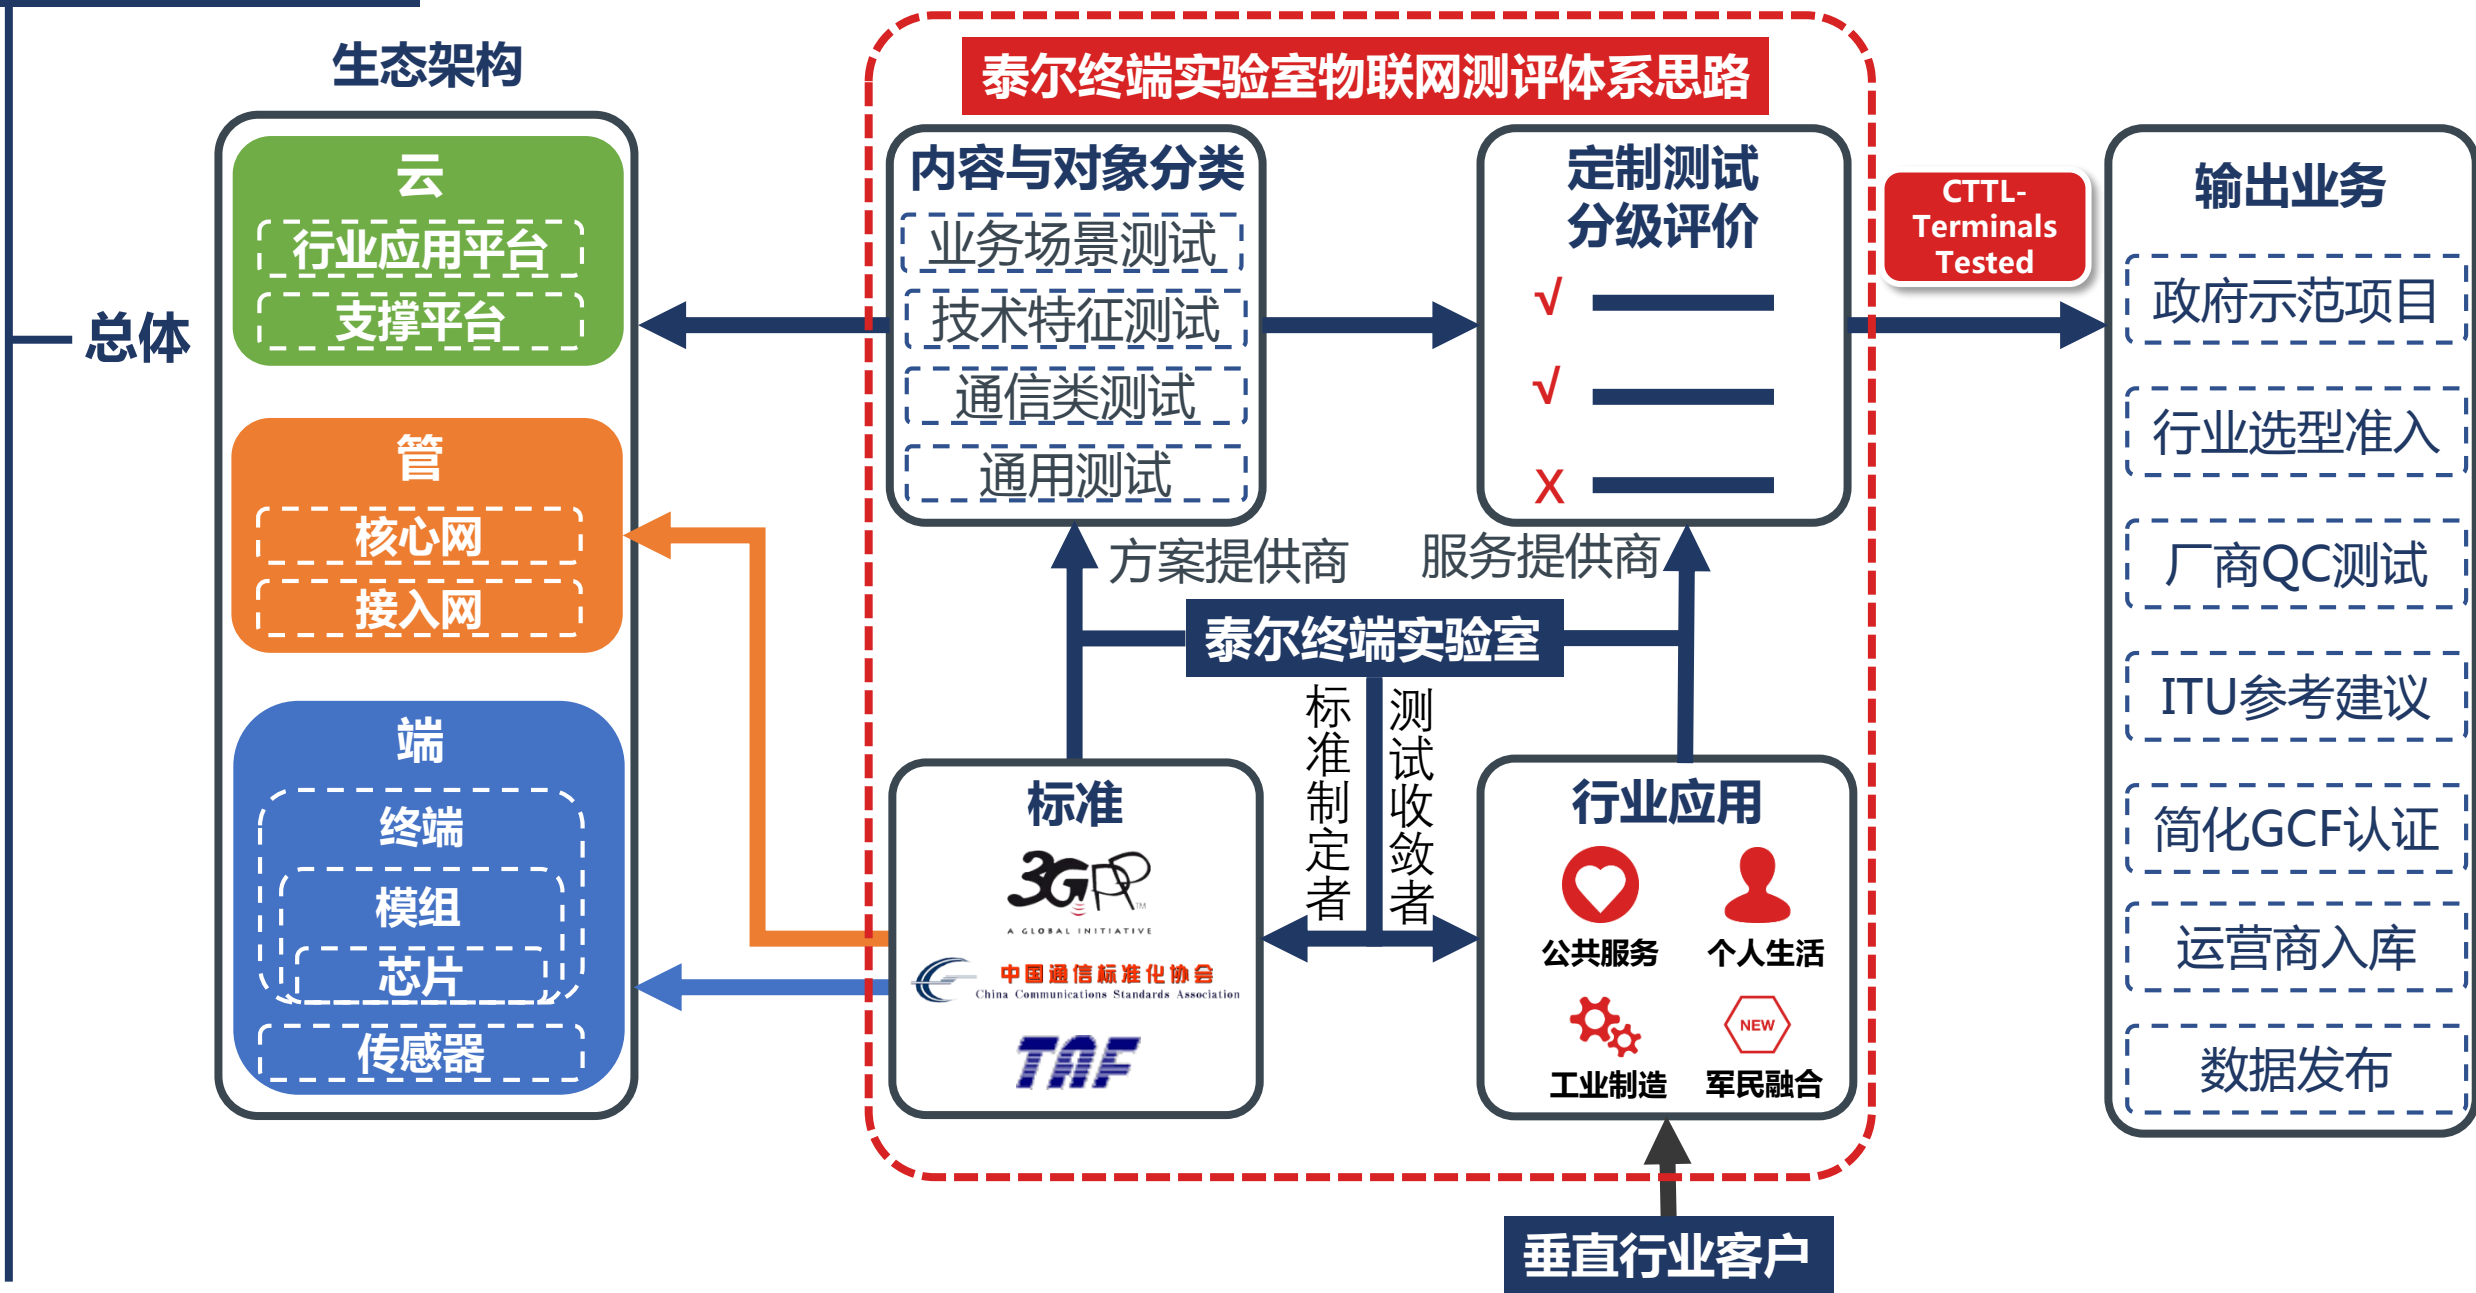 总体
生态架构
云
行业应用平台
支撑平台
管
核心网
接入网
端
终端
模组
芯片
传感器
泰尔终端实验室物联网测评体系思路
内容与对象分类
业务场景测试
技术特征测试
通信类测试
通用测试
定制测试
分级评价
√
√
X
方案提供商
服务提供商
泰尔终端实验室
标准制定者
测试收敛者
标准
3GPP
TM
A GLOBAL INITIATIVE
中国通信标准化协会
China Communications Standards Association
TAF
行业应用
公共服务
个人生活
工业制造
NEW
军民融合
垂直行业客户
CTTL-
Terminals
Tested
输出业务
政府示范项目
行业选型准入
厂商QC测试
ITU参考建议
简化GCF认证
运营商入库
数据发布